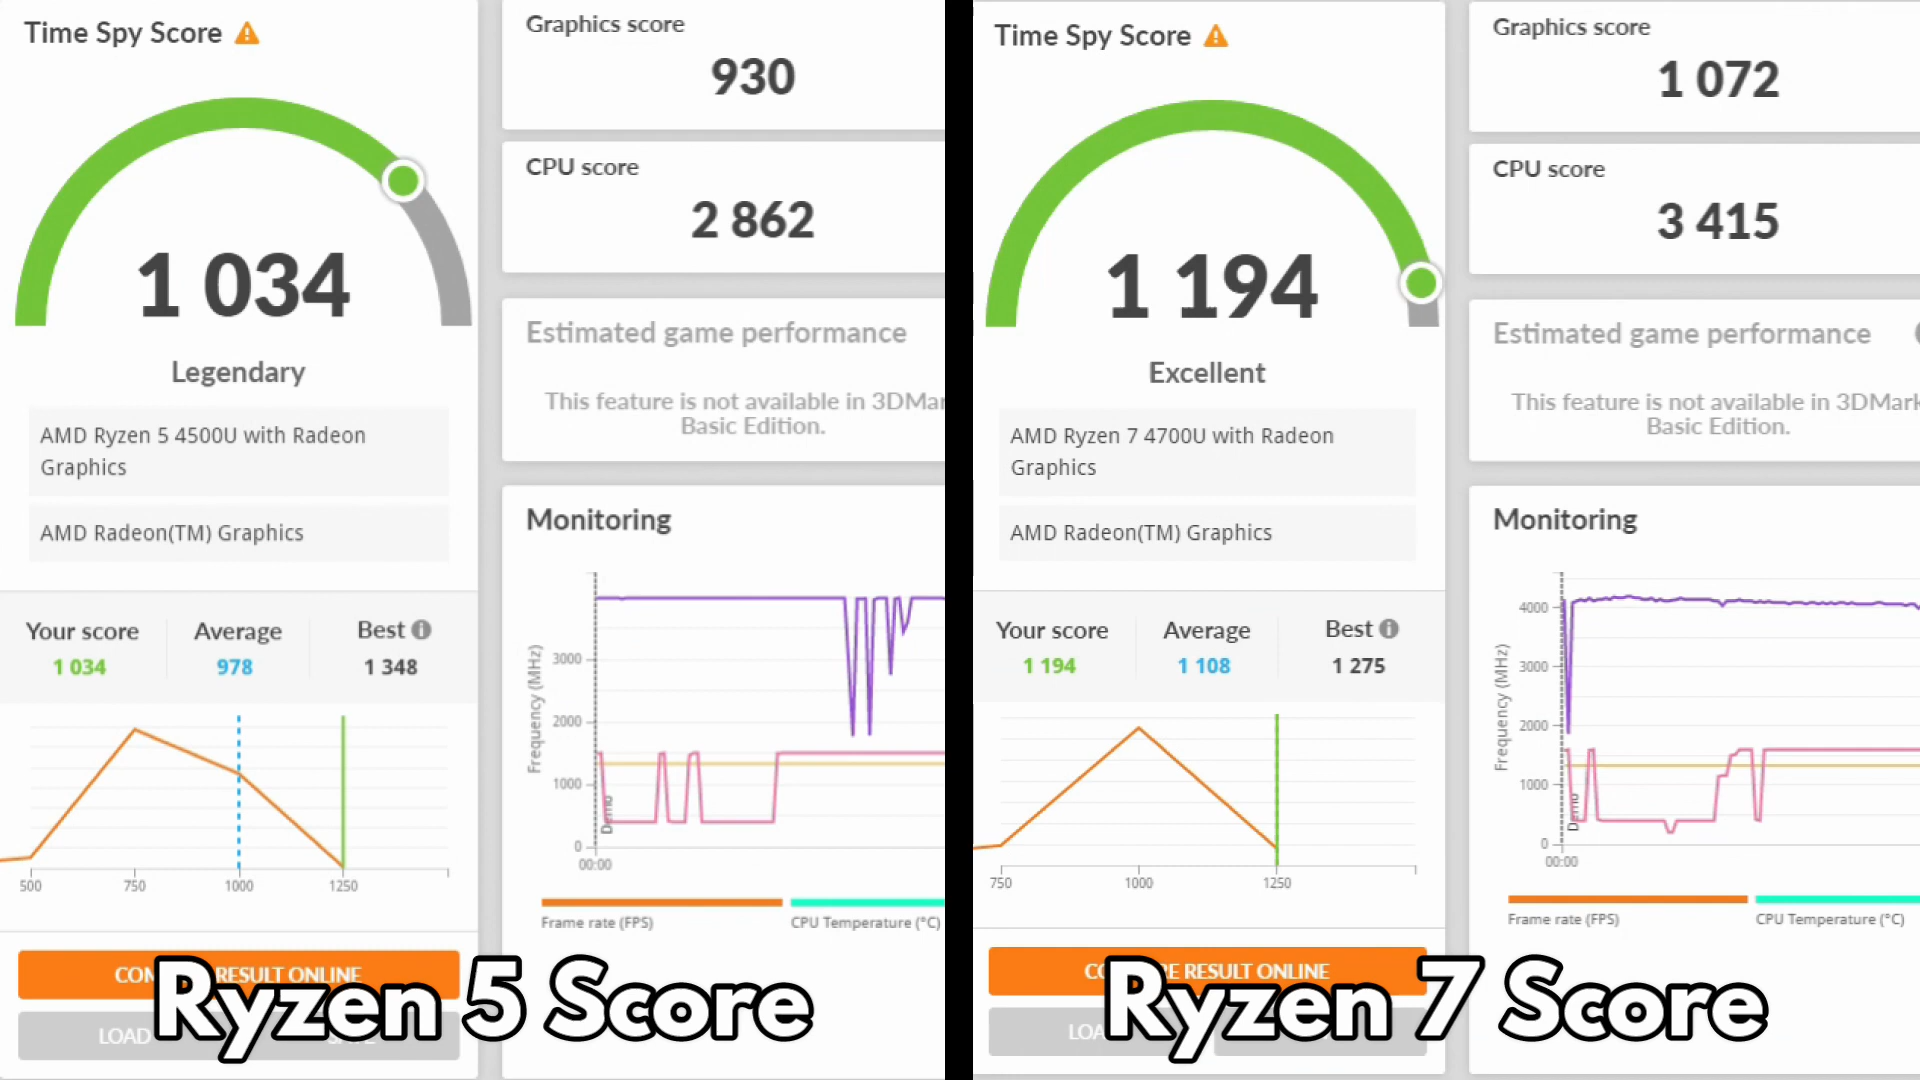 Time Spy Score
1 034
Legendary
AMD Ryzen 5 4500U with Radeon
Graphics
AMD Radeon(TM) Graphics
Your score
Average
Best
1 034
978
1 348
500
750
1000
1250
RESULT ONLINE
LOAD
Graphics score
930
CPU score
2 862
Estimated game performance
This feature is not available in 3DMar
Basic Edition.
Monitoring
Frequency (MHz)
3000
2000
1000
0
Demo
00:00
Frame rate (FPS)
CPU Temperature (°C)
Ryzen 5 Score
Time Spy Score
1 194
Excellent
AMD Ryzen 7 4700U with Radeon
Graphics
AMD Radeon(TM) Graphics
Your score
Average
Best
1 194
1 108
1 275
750
1000
1250
RESULT ONLINE
Graphics score
1 072
CPU score
3 415
Estimated game performance
This feature is not available in 3DMark
Basic Edition.
Monitoring
Frequency (MHz)
4000
3000
2000
1000
0
Demo
00:00
Frame rate (FPS)
CPU Temperature (°C)
Ryzen 7 Score